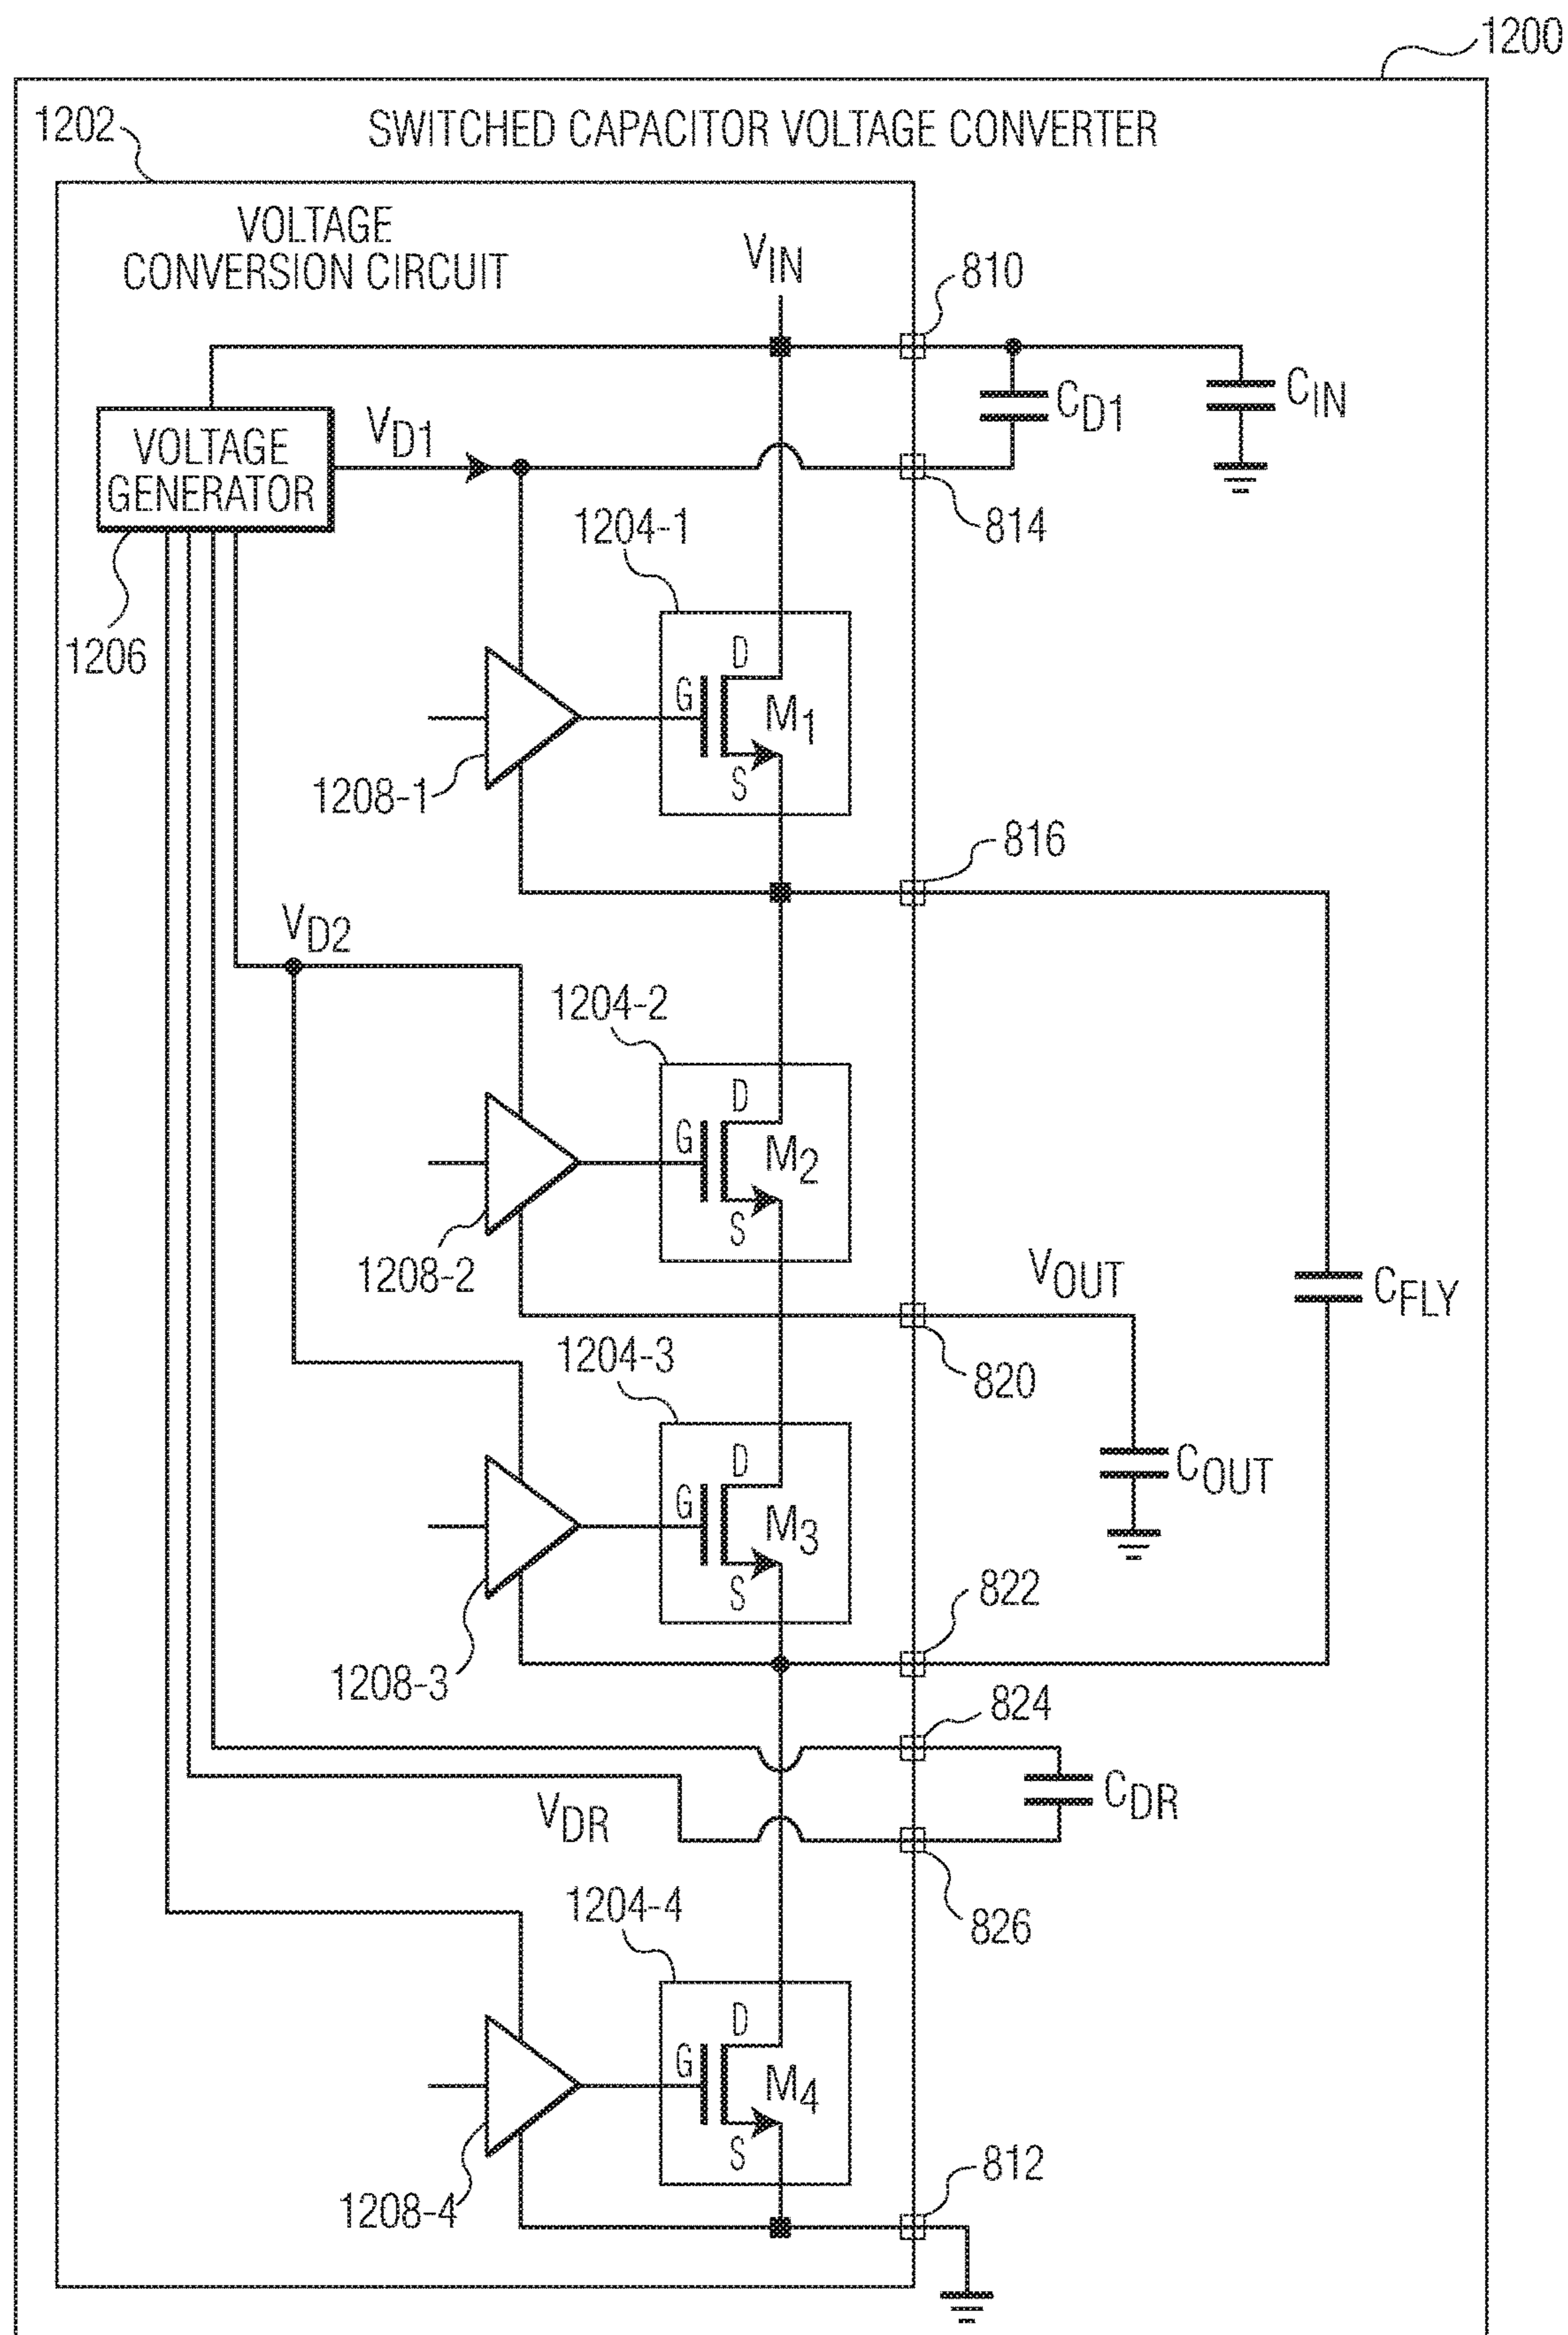 1200
1202
SWITCHED CAPACITOR VOLTAGE CONVERTER
VOLTAGE
CONVERSION CIRCUIT
VIN
810
CD1
CIN
VOLTAGE
GENERATOR
VD1
814
1204-1
1206
D
G
M1
S
1208-1
816
VD2
1204-2
D
G
M2
S
1208-2
VOUT
CFLY
820
1204-3
D
G
M3
S
COUT
1208-3
822
824
CDR
VDR
826
1204-4
D
G
M4
S
1208-4
812